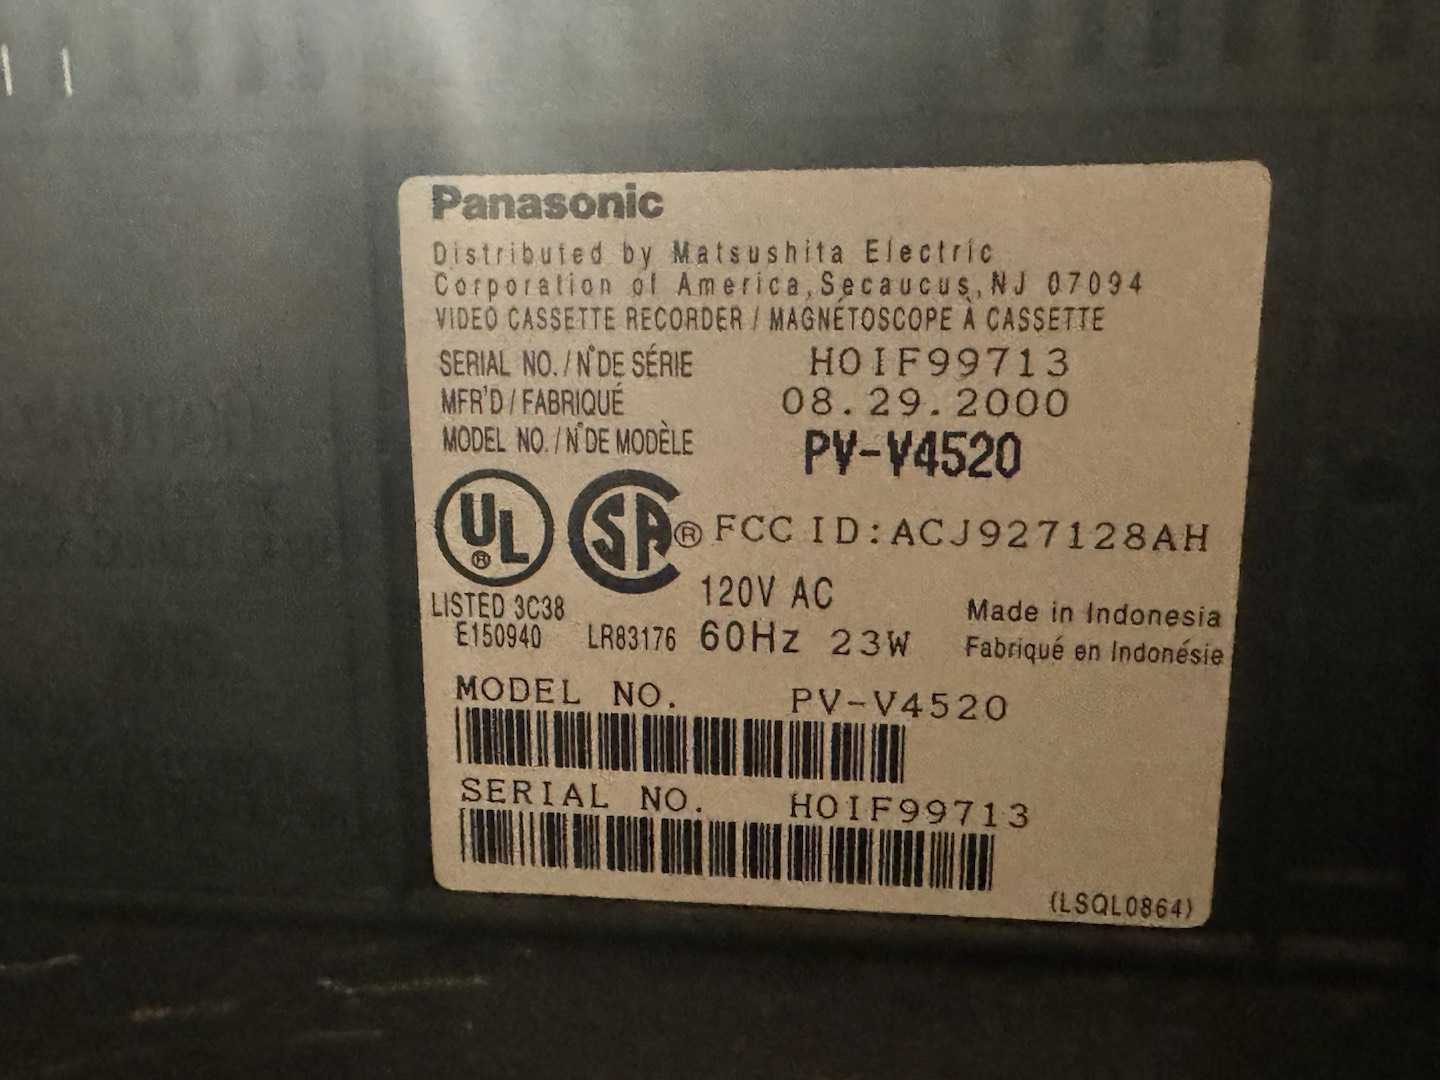 Panasonic
Distributed by Matsushita Electric
Corporation of America, Secaucus, NJ 07094
VIDEO CASSETTE RECORDER / MAGNÉTOSCOPE À CASSETTE
SERIAL NO. / N° DE SÉRIE HOIF99713
MFR'D / FABRIQUÉ 08.29.2000
MODEL NO. / N° DE MODÈLE PV-V4520
UL ® SA ® FCC ID: ACJ927128AH
LISTED 3C38 120V AC Made in Indonesia
E150940 LR83176 60Hz 23W Fabriqué en Indonésie
MODEL NO. PV-V4520
SERIAL NO. HOIF99713
(LSQL0864)